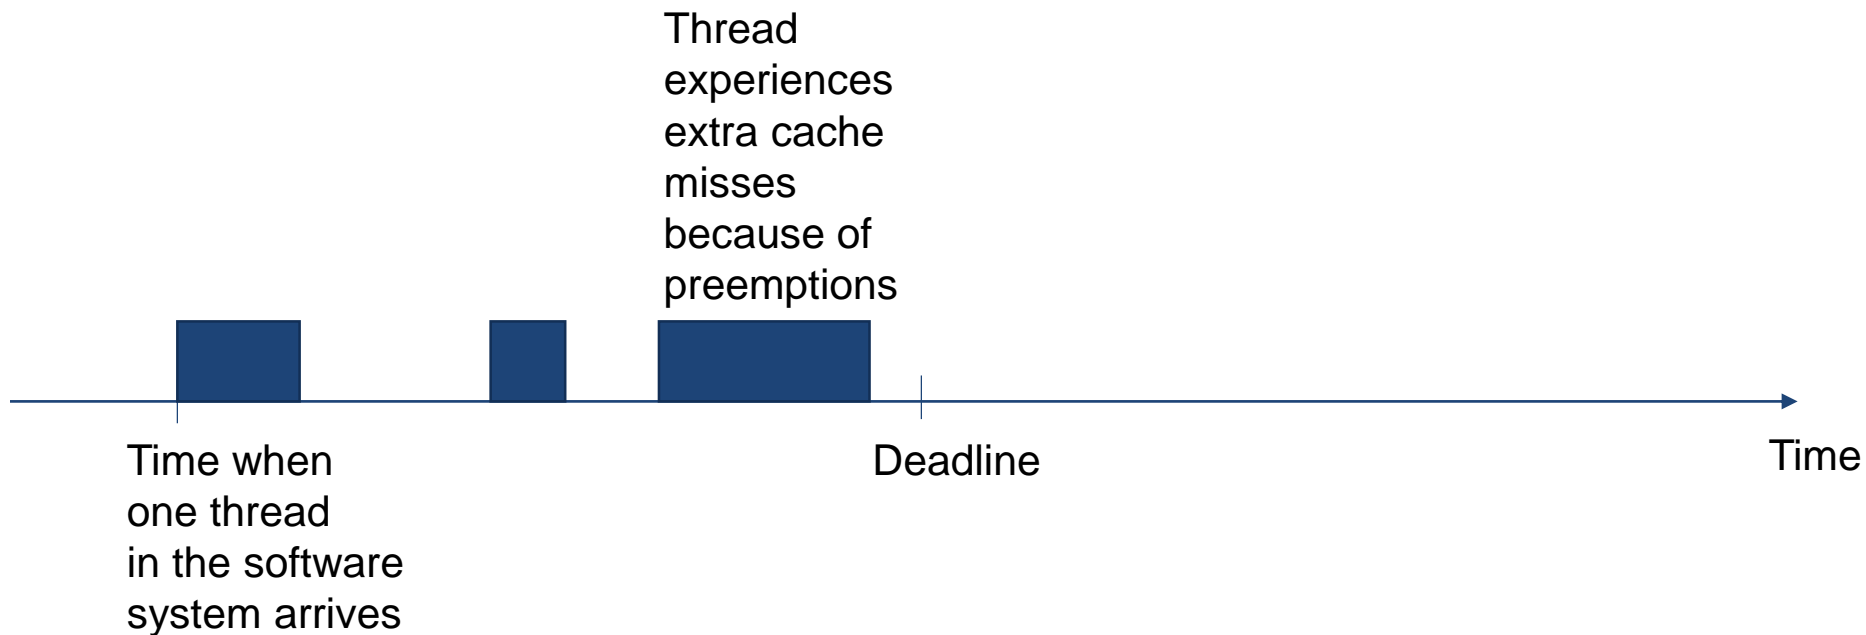 Thread
experiences
extra cache
misses
because of
preemptions
Time when
one thread
in the software
system arrives
Deadline
Time